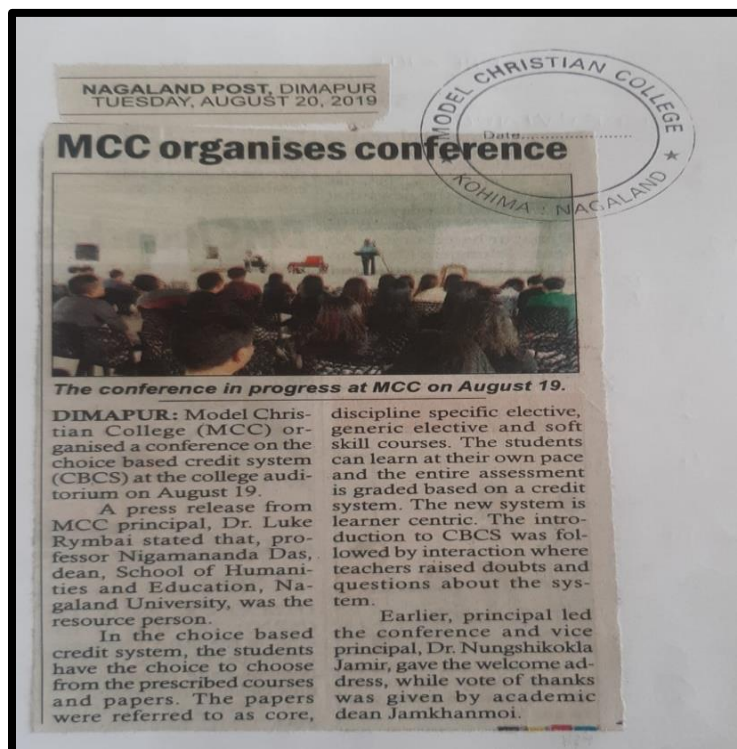 NAGALAND POST, DIMAPUR
TUESDAY, AUGUST 20, 2019
MODEL CHRISTIAN COLLEGE
Date....................
★ KOHIMA : NAGALAND ★
MCC organises conference
The conference in progress at MCC on August 19.
DIMAPUR: Model Chris-
tian College (MCC) or-
ganised a conference on the
choice based credit system
(CBCS) at the college audi-
torium on August 19.
A press release from
MCC principal, Dr. Luke
Rymbai stated that, pro-
fessor Nigamananda Das,
dean, School of Humani-
ties and Education, Na-
galand University, was the
resource person.
In the choice based
credit system, the students
have the choice to choose
from the prescribed courses
and papers. The papers
were referred to as core,
discipline specific elective,
generic elective and soft
skill courses. The students
can learn at their own pace
and the entire assessment
is graded based on a credit
system. The new system is
learner centric. The intro-
duction to CBCS was fol-
lowed by interaction where
teachers raised doubts and
questions about the sys-
tem.
Earlier, principal led
the conference and vice
principal, Dr. Nungshikokla
Jamir, gave the welcome ad-
dress, while vote of thanks
was given by academic
dean Jamkhanmoi.